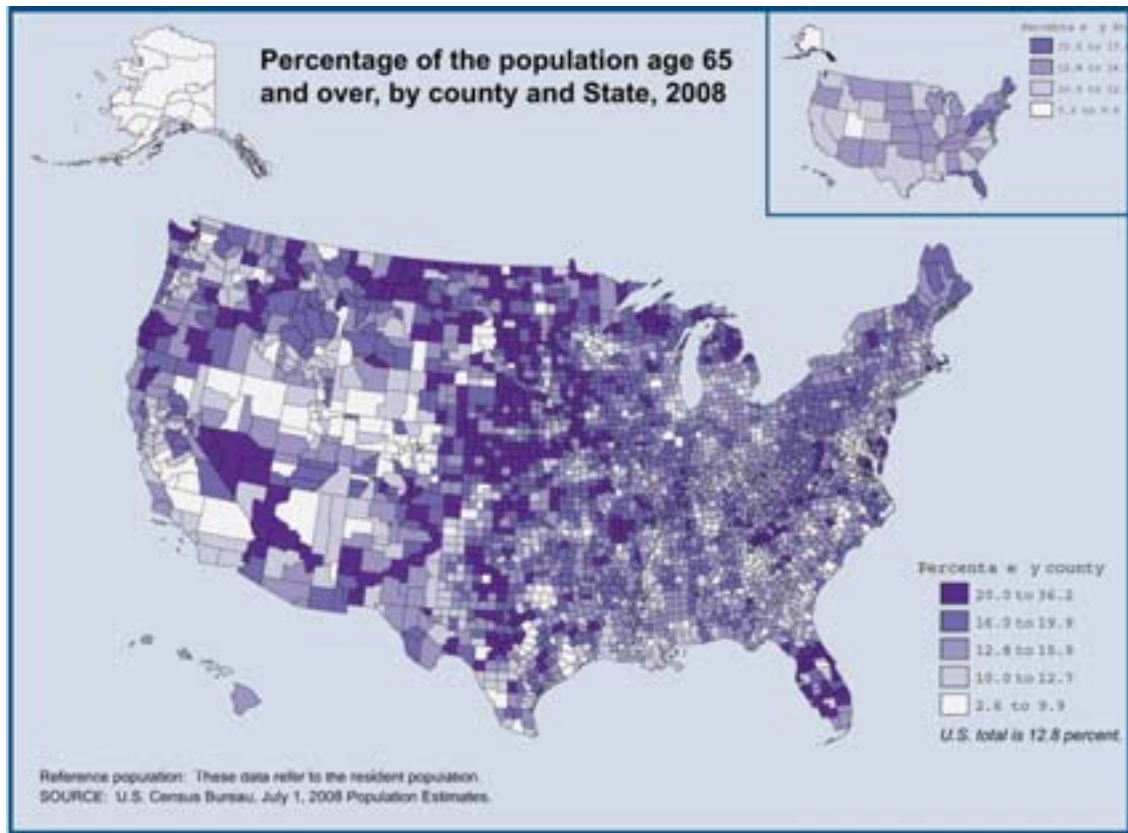 Percentage of the population age 65
and over, by county and State, 2008
Percenta e y county
20.0 to 36.2
16.0 to 19.9
12.8 to 15.9
10.0 to 12.7
2.6 to 9.9
U.S. total is 12.8 percent.
Reference population: These data refer to the resident population.
SOURCE: U.S. Census Bureau, July 1, 2008 Population Estimates.